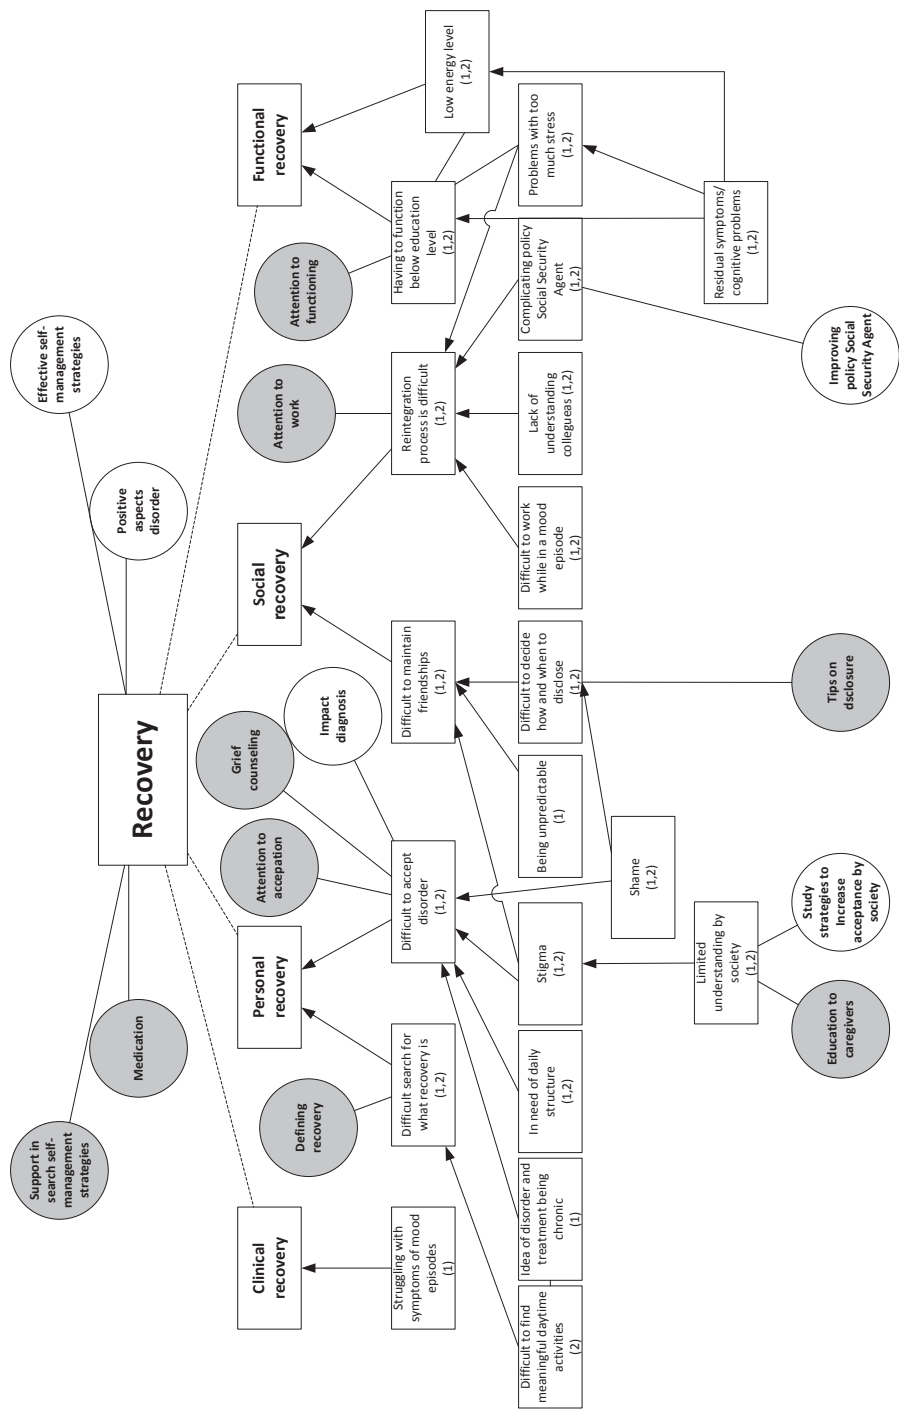 Recovery
Support in
search self-
management
strategies
Medication
Positive
aspects
disorder
Effective self-
management
strategies
Clinical
recovery
Personal
recovery
Social
recovery
Functional
recovery
Defining
recovery
Attention to
accepation
Grief
counseling
Impact
diagnosis
Attention to
work
Attention to
functioning
Struggling with
symptoms of mood
episodes
(1)
Difficult search for
what recovery is
(1,2)
Difficult to accept
disorder
(1,2)
Difficult to maintain
friendships
(1,2)
Reintegration
process is difficult
(1,2)
Having to function
below education
level
(1,2)
Low energy level
(1,2)
Difficult to find
meaningful daytime
activities
(2)
Idea of disorder and
treatment being
chronic
(1)
In need of daily
structure
(1,2)
Stigma
(1,2)
Being unpredictable
(1)
Difficult to decide
how and when to
disclose
(1,2)
Difficult to work
while in a mood
episode
(1,2)
Lack of
understanding
collegueas (1,2)
Complicating policy
Social Security
Agent
(1,2)
Problems with too
much stress
(1,2)
Shame
(1,2)
Limited
understanding by
society
(1,2)
Residual symptoms/
cognitive problems
(1,2)
Education to
caregivers
Study
strategies to
Increase
acceptance by
society
Tips on
dsclosure
Improving
policy Social
Security Agent